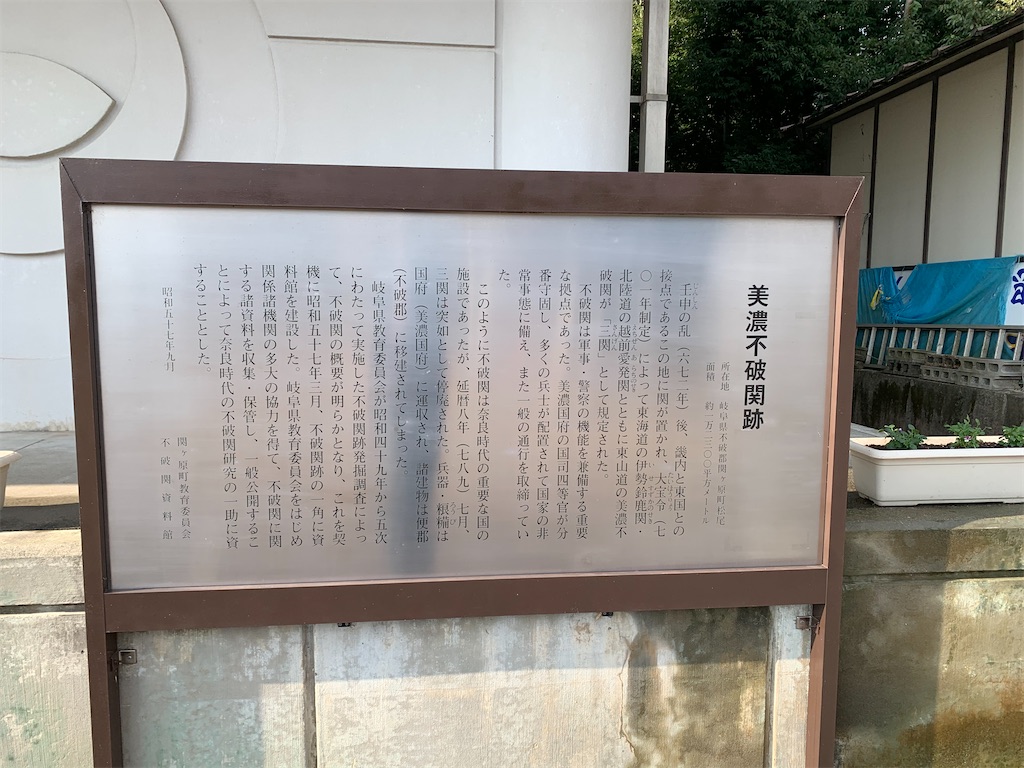 美濃不破関跡
所在地 岐阜県不破郡関ヶ原町松尾
面積 約一万二三〇〇平方メートル
壬申の乱（六七二年）後、畿内と東国との
接点であるこの地に関が置かれ、大宝令（七
〇一年制定）によって東海道の伊勢鈴鹿関・
北陸道の越前愛発関とともに東山道の美濃不
破関が「三関」として規定された。
不破関は軍事・警察の機能を兼備する重要
な拠点であった。美濃国府の国司四等官が分
番守固し、多くの兵士が配置されて国家の非
常事態に備え、また一般の通行を取締ってい
た。
このように不破関は奈良時代の重要な国の
施設であったが、延暦八年（七八九）七月、
三関は突如として停廃された。兵器・粮糒は
国府（美濃国府）に運収され、諸建物は便郡
（不破郡）に移建されてしまった。
岐阜県教育委員会が昭和四十九年から五次
にわたって実施した不破関跡発掘調査によっ
て、不破関の概要が明らかとなり、これを契
機に昭和五十七年三月、不破関跡の一角に資
料館を建設した。岐阜県教育委員会をはじめ
関係諸機関の多大の協力を得て、不破関に関
する諸資料を収集・保管し、一般公開するこ
とによって奈良時代の不破関研究の一助に資
することとした。
昭和五十七年九月
関ヶ原町教育委員会
不破関資料館